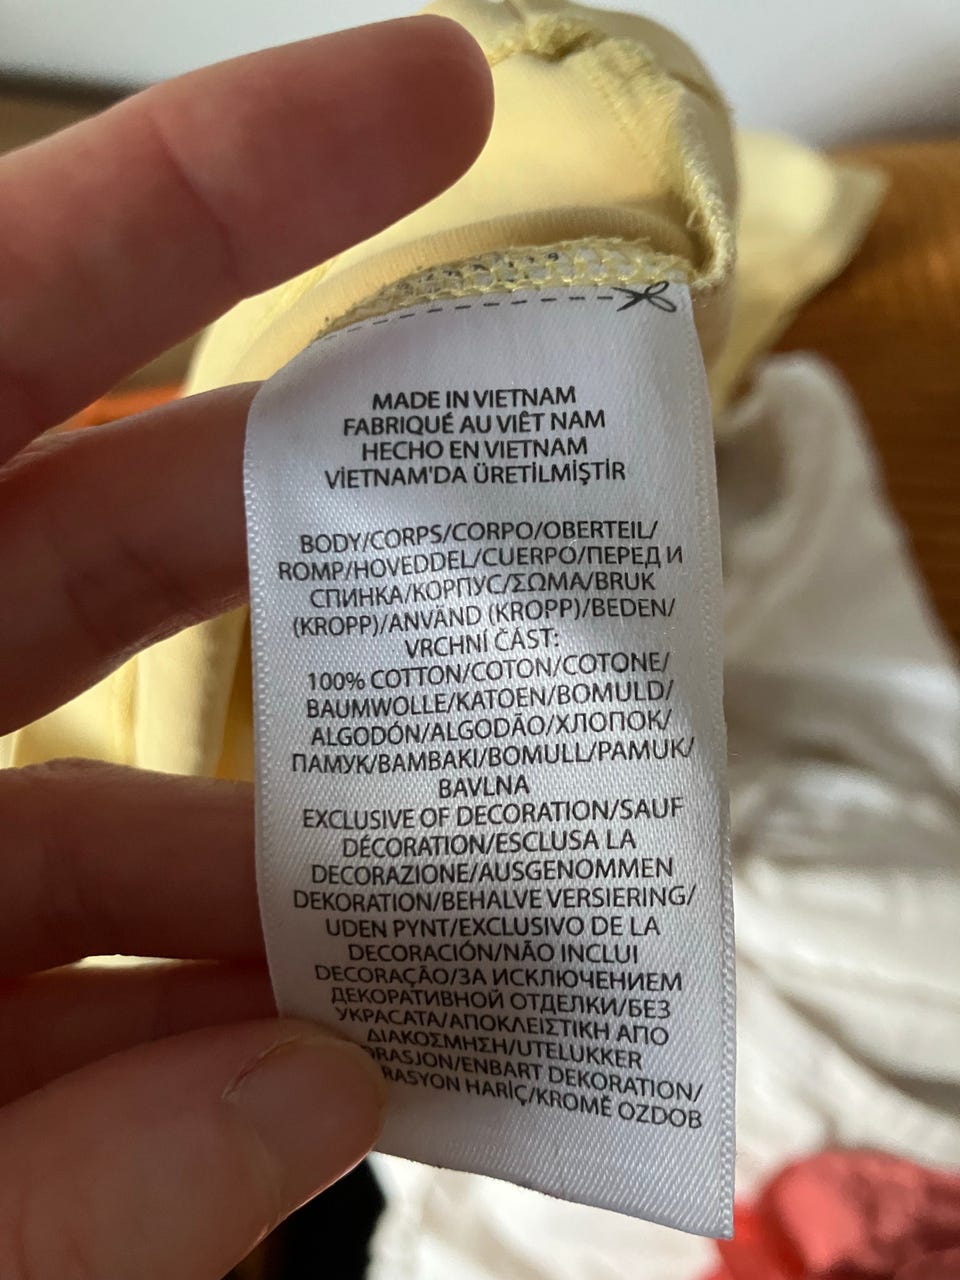 MADE IN VIETNAM
FABRIQUÉ AU VIÊT NAM
HECHO EN VIETNAM
VİETNAM'DA ÜRETİLMİŞTİR
BODY/CORPS/CORPO/OBERTEIL/
ROMP/HOVEDDEL/CUERPO/ПЕРЕД И
СПИНКА/КОРПУС/ΣΩΜΑ/BRUK
(KROPP)/ANVÄND (KROPP)/BEDEN/
VRCHNÍ ČÁST:
100% COTTON/COTON/COTONE/
BAUMWOLLE/KATOEN/BOMULD/
ALGODÓN/ALGODÃO/ХЛОПОК/
ПАМУК/ΒΑΜΒΑΚΙ/BOMULL/PAMUK/
BAVLNA
EXCLUSIVE OF DECORATION/SAUF
DÉCORATION/ESCLUSA LA
DECORAZIONE/AUSGENOMMEN
DEKORATION/BEHALVE VERSIERING/
UDEN PYNT/EXCLUSIVO DE LA
DECORACIÓN/NÃO INCLUI
DECORAÇÃO/ЗА ИСКЛЮЧЕНИЕМ
ДЕКОРАТИВНОЙ ОТДЕЛКИ/БЕЗ
УКРАСАТА/ΑΠΟΚΛΕΙΣΤΙΚΗ ΑΠΟ
ΔΙΑΚΟΣΜΗΣΗ/UTELUKKER
ORASJON/ENBART DEKORATION/
RASYON HARİÇ/KROMĚ OZDOB